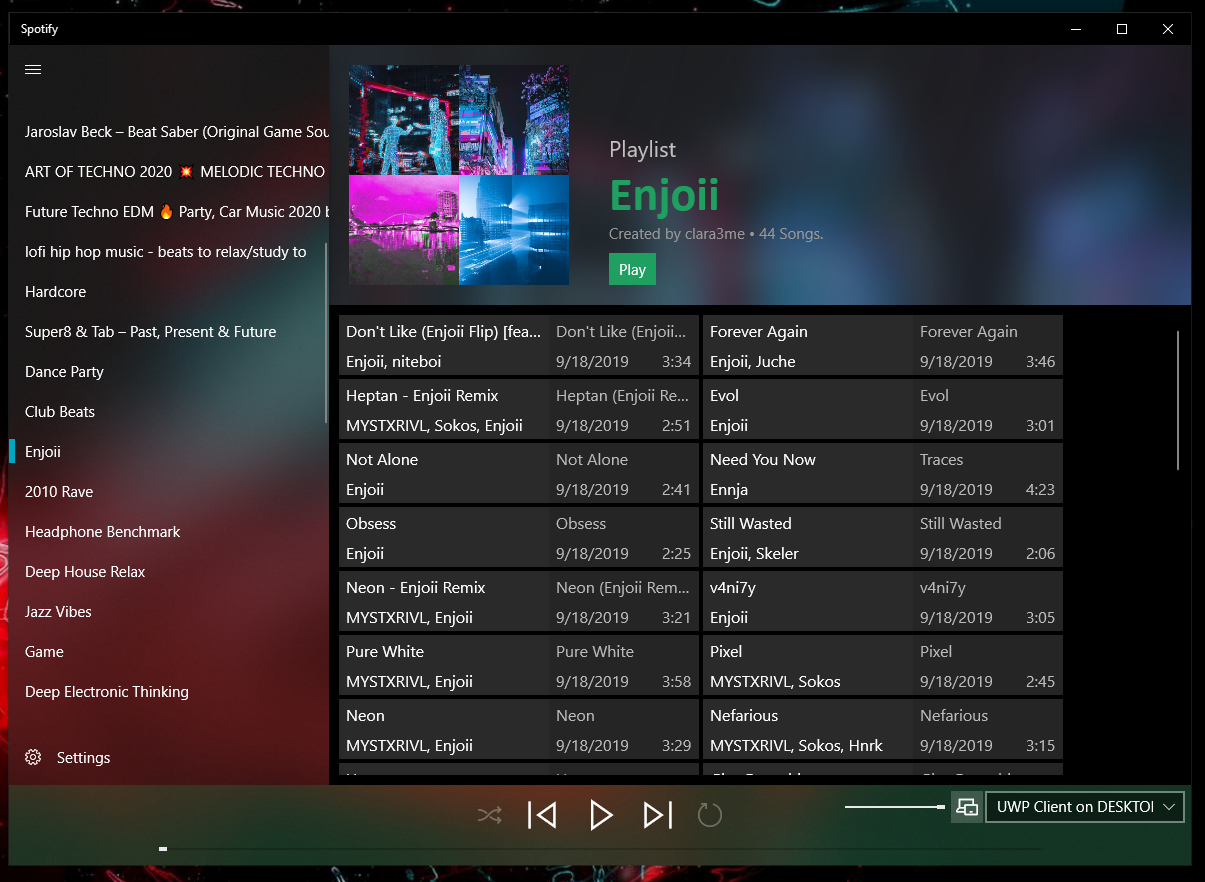 Spotify
Jaroslav Beck – Beat Saber (Original Game Sou
ART OF TECHNO 2020 💥 MELODIC TECHNO
Future Techno EDM 🔥 Party, Car Music 2020 b
lofi hip hop music - beats to relax/study to
Hardcore
Super8 & Tab – Past, Present & Future
Dance Party
Club Beats
Enjoii
2010 Rave
Headphone Benchmark
Deep House Relax
Jazz Vibes
Game
Deep Electronic Thinking
Settings
Playlist
Enjoii
Created by clara3me • 44 Songs.
Play
Don't Like (Enjoii Flip) [fea... Don't Like (Enjoii...
Enjoii, niteboi 9/18/2019 3:34
Forever Again Forever Again
Enjoii, Juche 9/18/2019 3:46
Heptan - Enjoii Remix Heptan (Enjoii Re...
MYSTXRIVL, Sokos, Enjoii 9/18/2019 2:51
Evol Evol
Enjoii 9/18/2019 3:01
Not Alone Not Alone
Enjoii 9/18/2019 2:41
Need You Now Traces
Ennja 9/18/2019 4:23
Obsess Obsess
Enjoii 9/18/2019 2:25
Still Wasted Still Wasted
Enjoii, Skeler 9/18/2019 2:06
Neon - Enjoii Remix Neon (Enjoii Rem...
MYSTXRIVL, Enjoii 9/18/2019 3:21
v4ni7y v4ni7y
Enjoii 9/18/2019 3:05
Pure White Pure White
MYSTXRIVL, Enjoii 9/18/2019 3:58
Pixel Pixel
MYSTXRIVL, Sokos 9/18/2019 2:45
Neon Neon
MYSTXRIVL, Enjoii 9/18/2019 3:29
Nefarious Nefarious
MYSTXRIVL, Sokos, Hnrk 9/18/2019 3:15
UWP Client on DESKTO